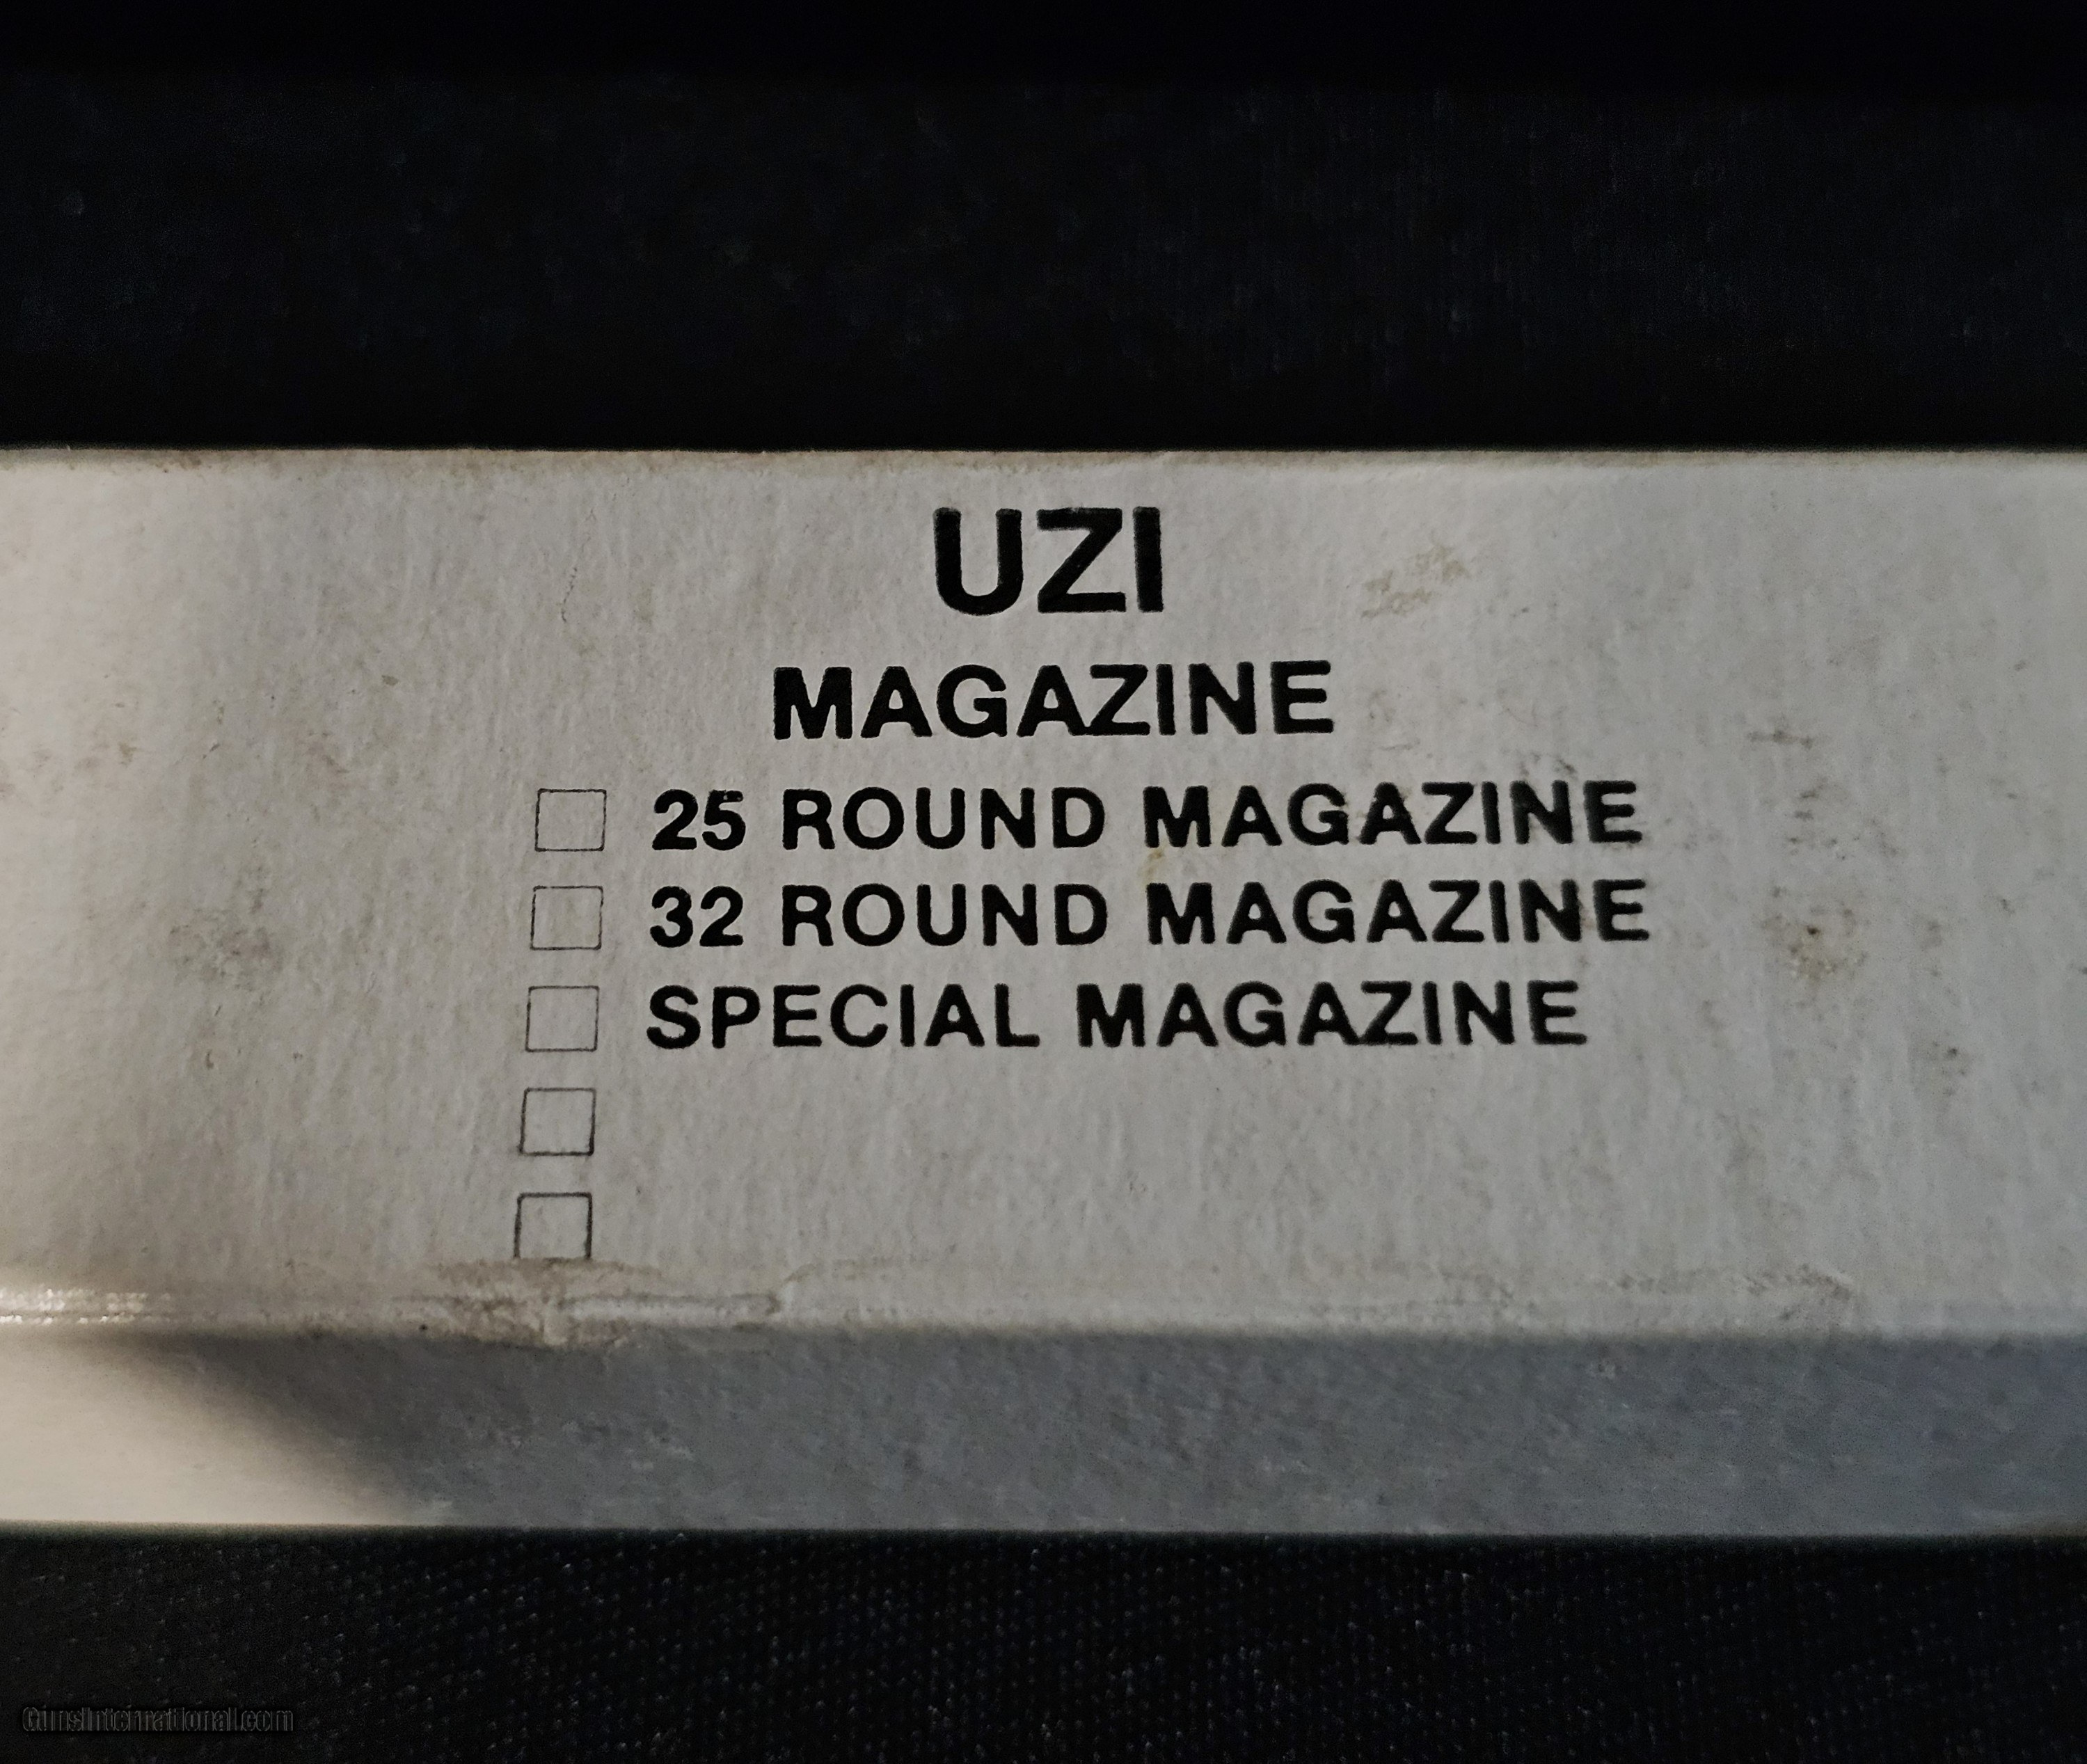 UZI
MAGAZINE
25 ROUND MAGAZINE
32 ROUND MAGAZINE
SPECIAL MAGAZINE
GunsInternational.com